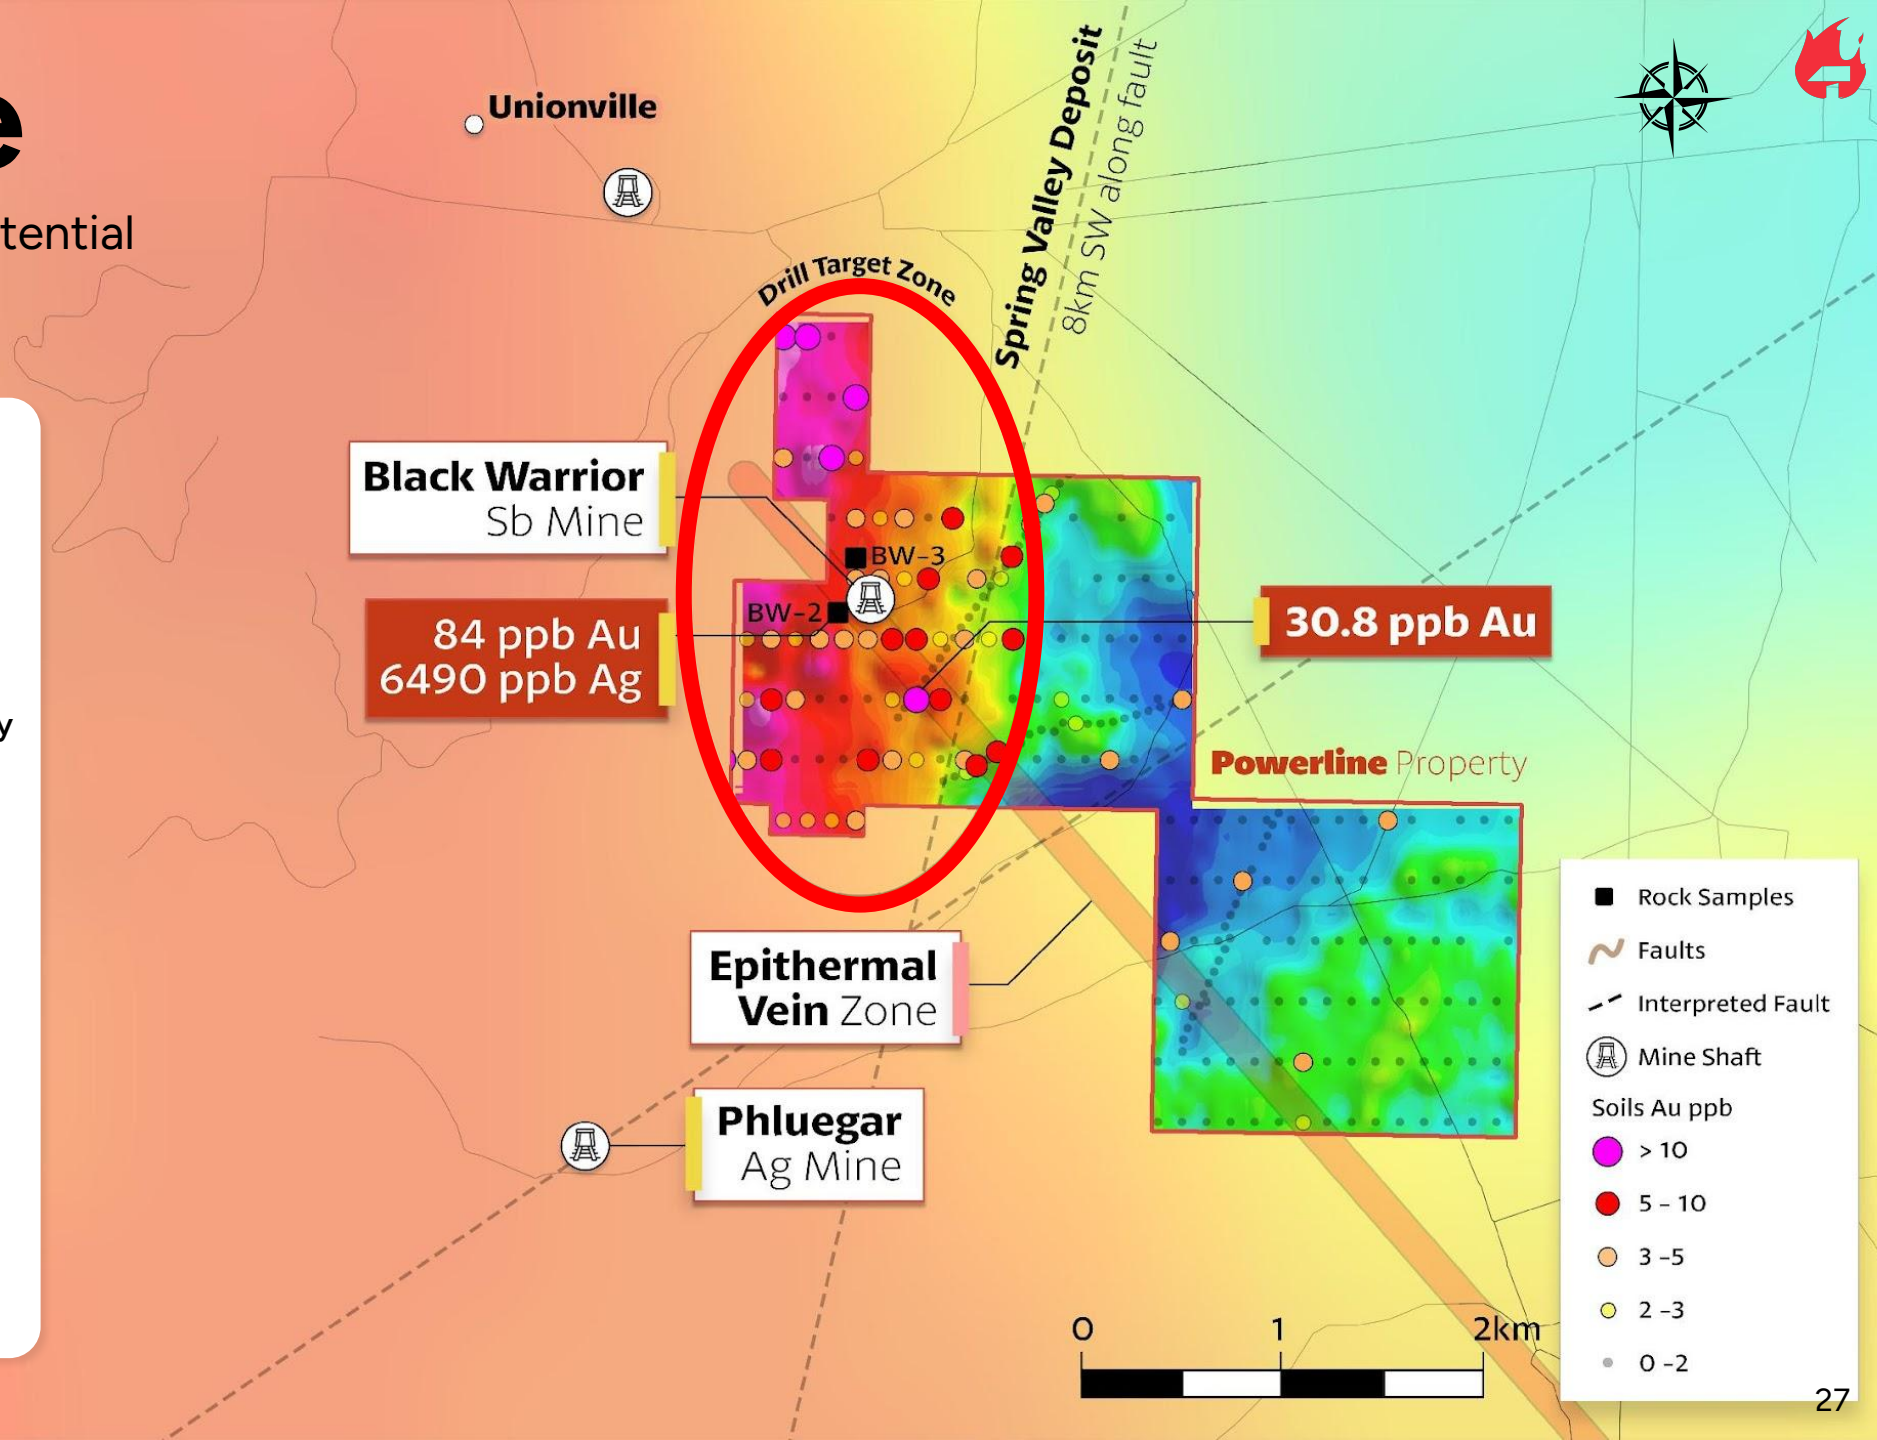 e
tential
y
Unionville
Drill Target Zone
Spring Valley Deposit
8km SW along fault
Black Warrior
Sb Mine
BW-3
BW-2
84 ppb Au
6490 ppb Ag
30.8 ppb Au
Powerline Property
Epithermal
Vein Zone
Phluegar
Ag Mine
0 1 2km
Rock Samples
Faults
Interpreted Fault
Mine Shaft
Soils Au ppb
> 10
5 - 10
3 -5
2 -3
0 -2
27